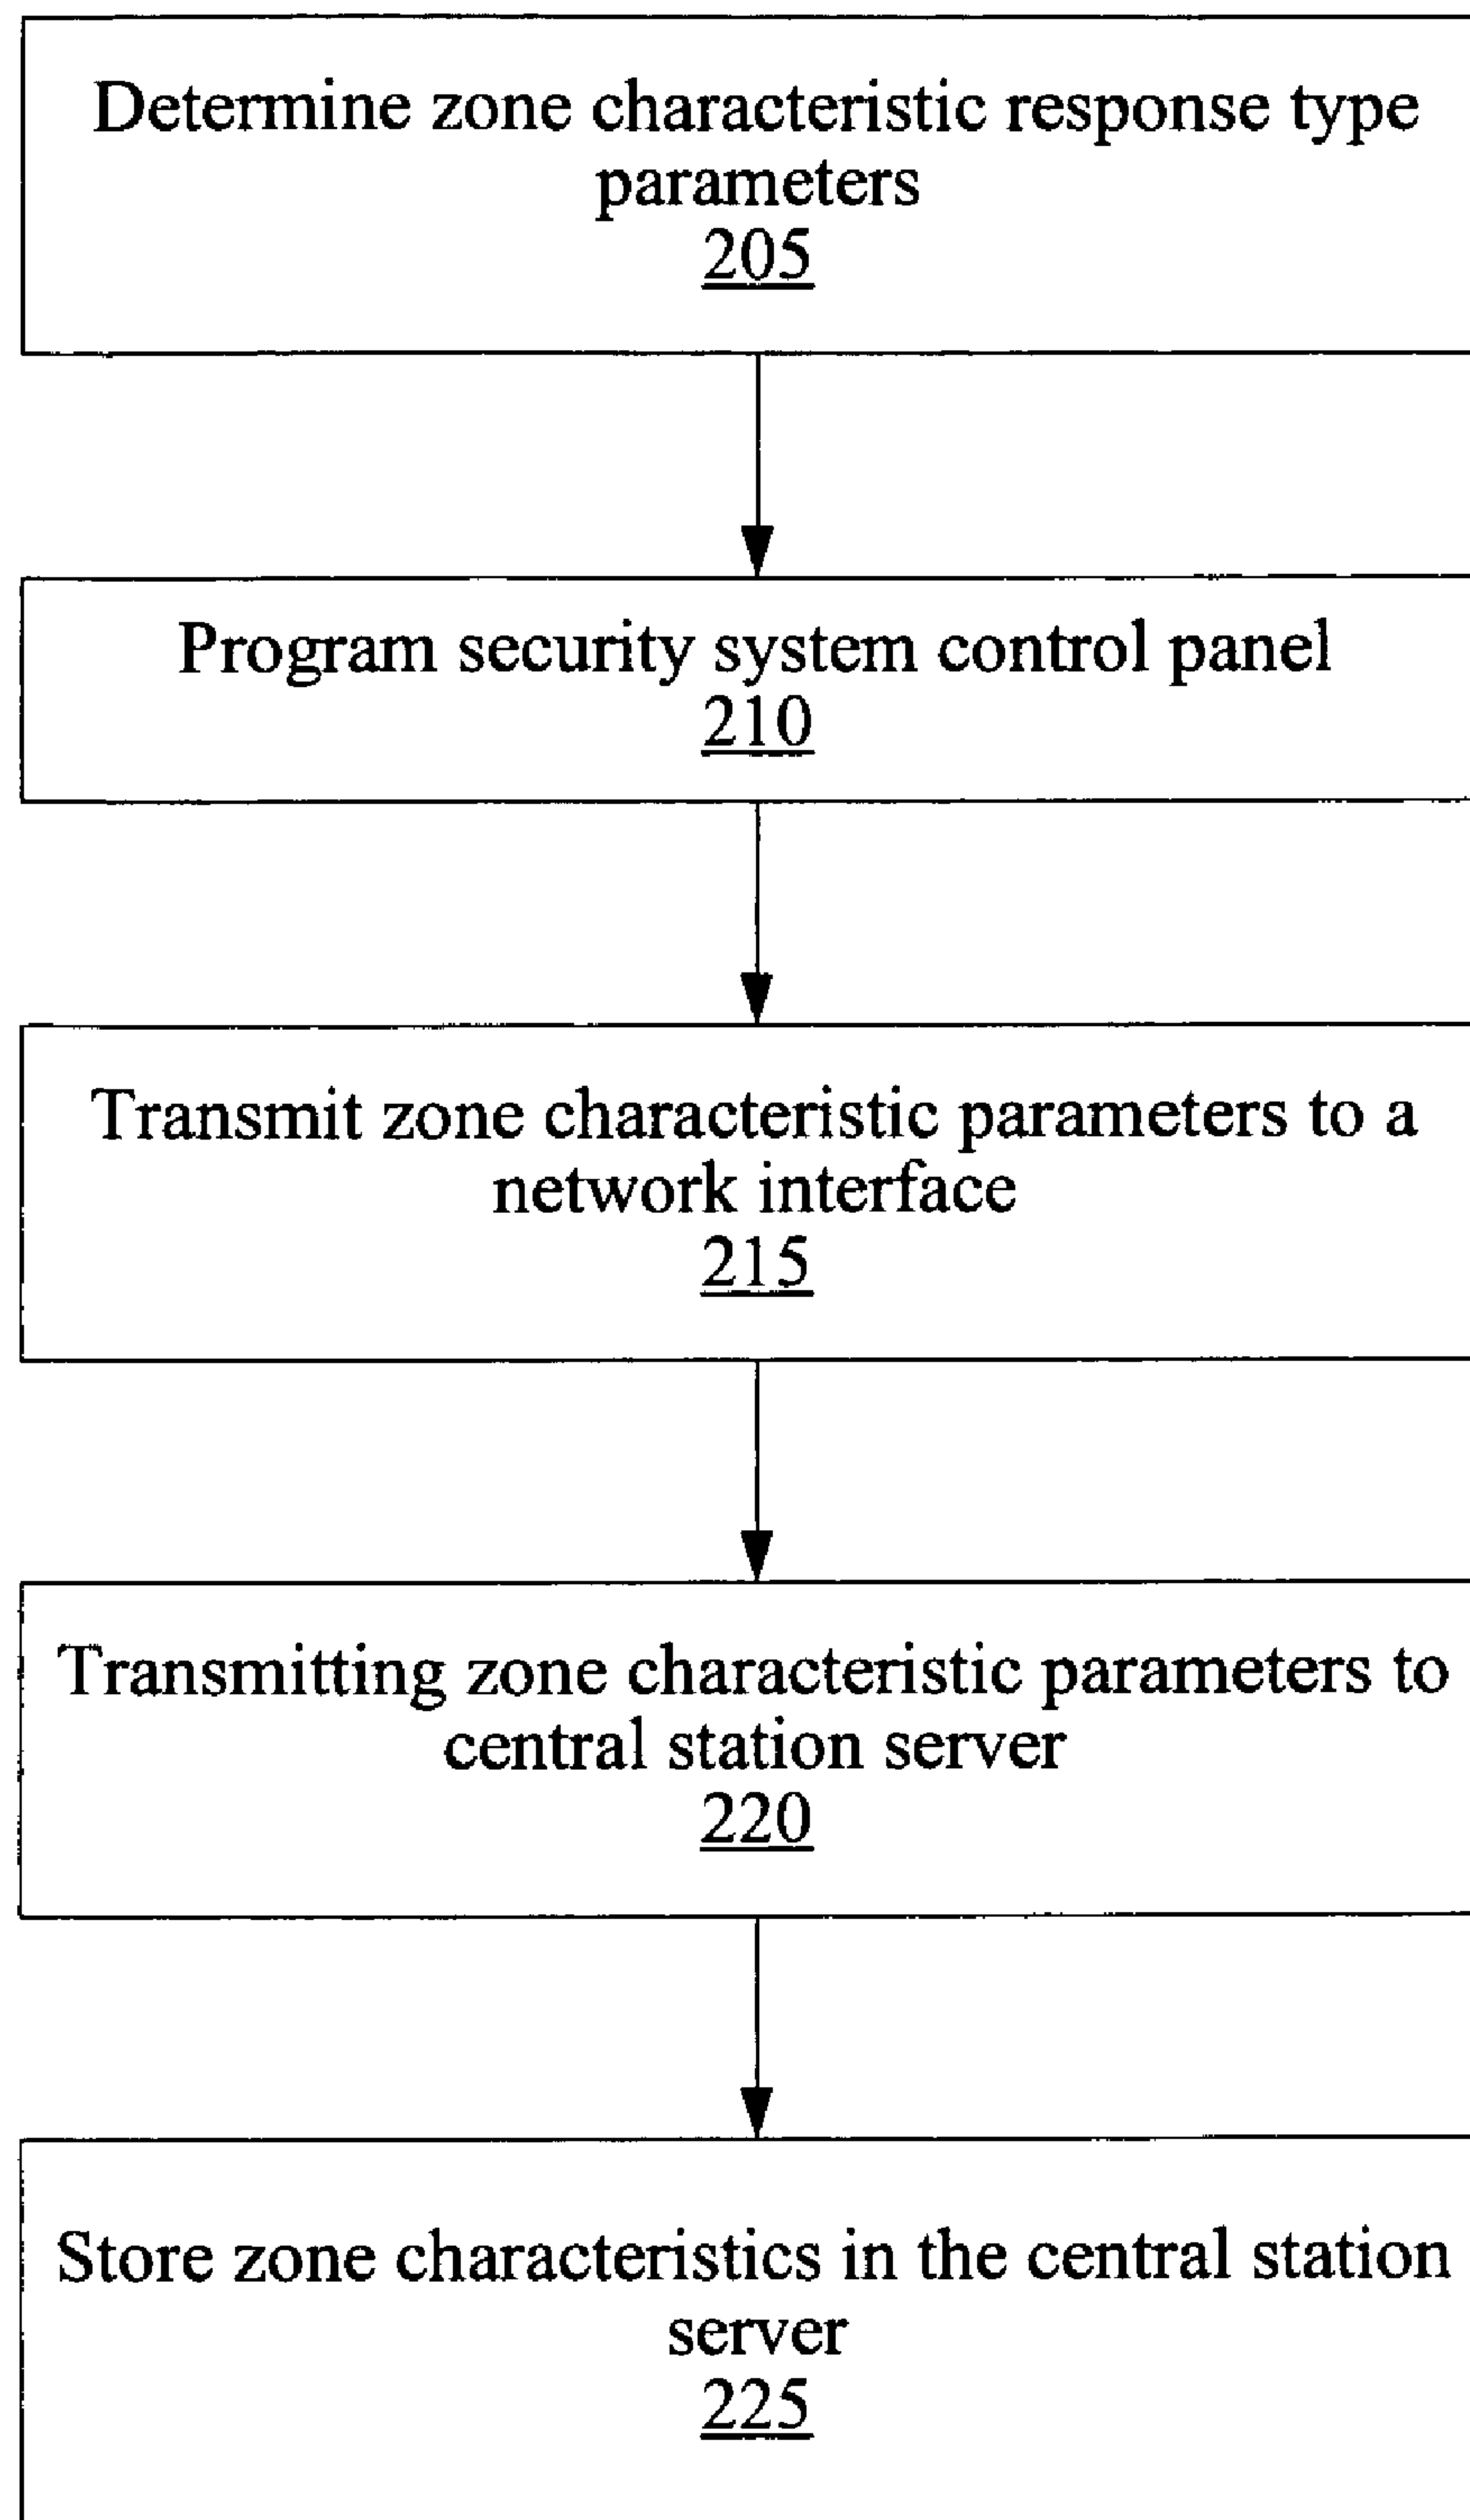 Determine zone characteristic response type
parameters
205
Program security system control panel
210
Transmit zone characteristic parameters to a
network interface
215
Transmitting zone characteristic parameters to
central station server
220
Store zone characteristics in the central station
server
225